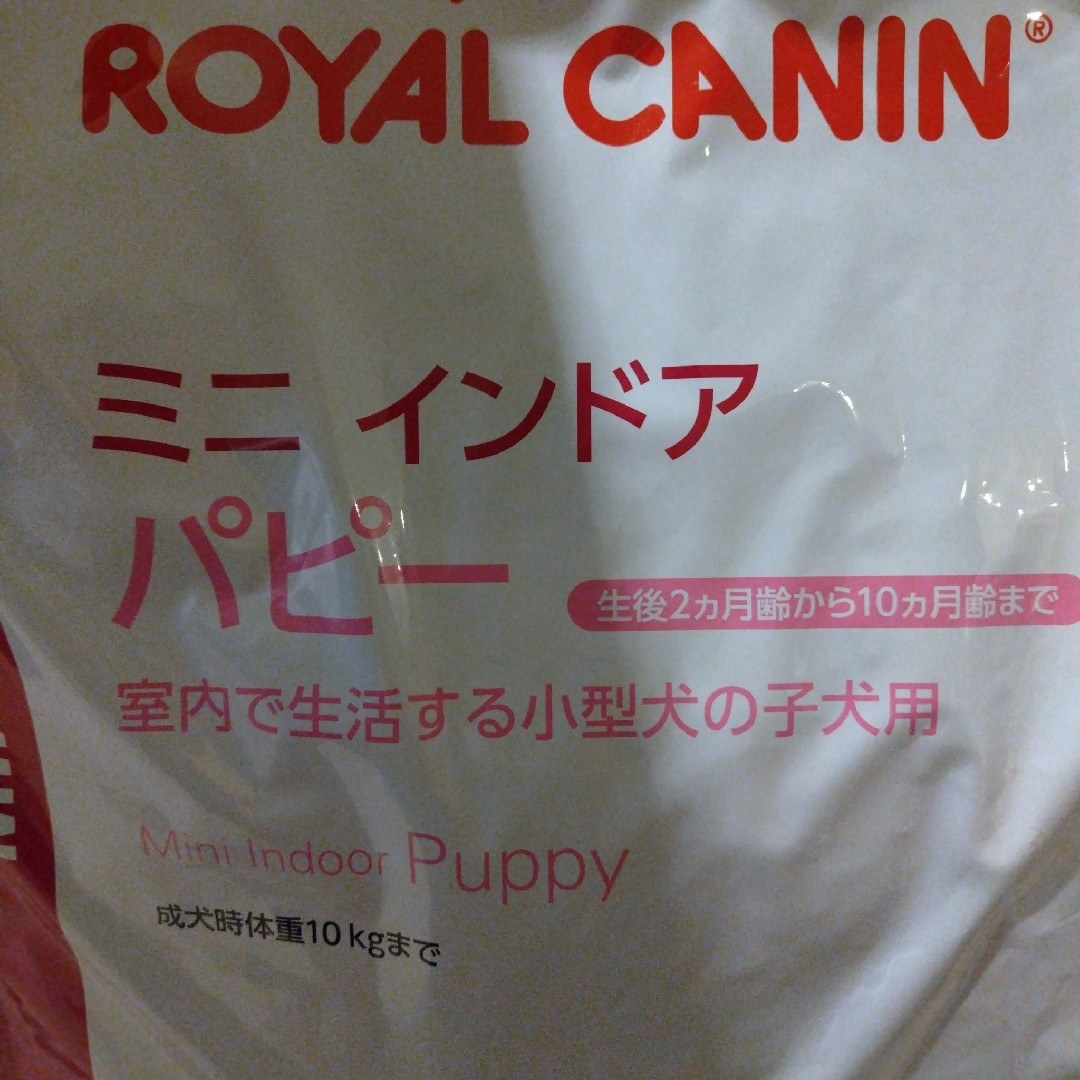 ROYAL CANIN®
ミニ インドア
パピー
生後2ヵ月齢から10ヵ月齢まで
室内で生活する小型犬の子犬用
Mini Indoor Puppy
成犬時体重10kgまで